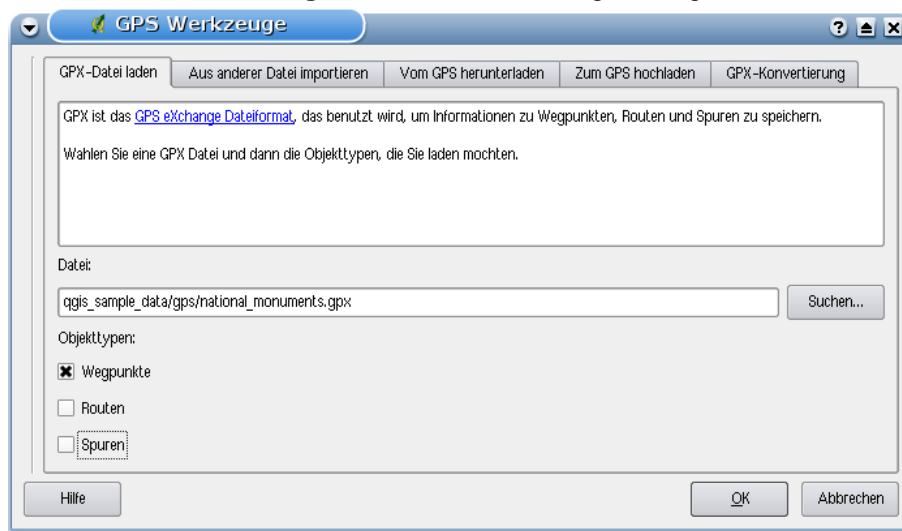 GPS Werkzeuge
GPX-Datei laden
Aus anderer Datei importieren
Vom GPS herunterladen
Zum GPS hochladen
GPX-Konvertierung
GPX ist das GPS eXchange Dateiformat, das benutzt wird, um Informationen zu Wegpunkten, Routen und Spuren zu speichern.
Wahlen Sie eine GPX Datei und dann die Objekttypen, die Sie laden mochten.
Datei:
qgis_sample_data/gps/national_monuments.gpx
Suchen...
Objekttypen:
Wegpunkte
Routen
Spuren
Hilfe
OK
Abbrechen